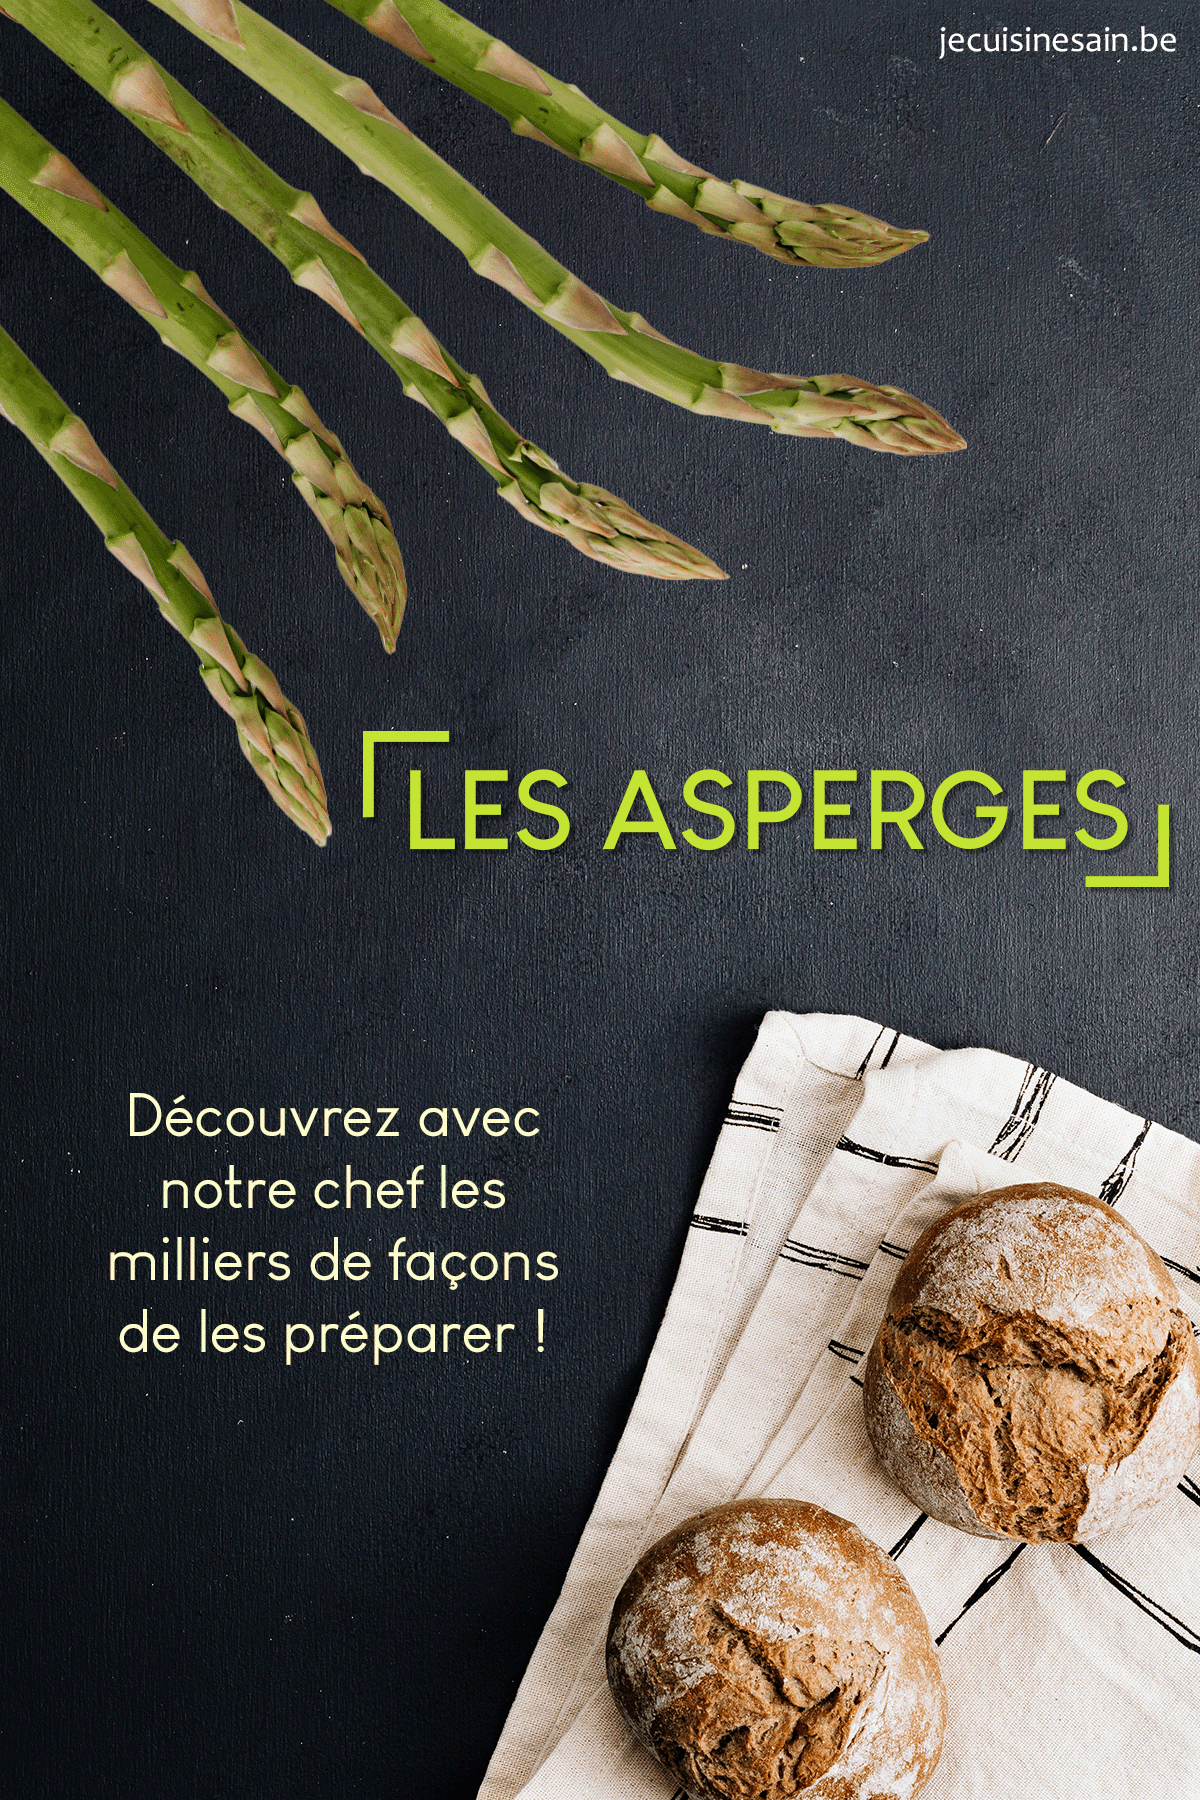 jecuisinesain.be
LES ASPERGES
Découvrez avec
notre chef les
milliers de façons
de les préparer !